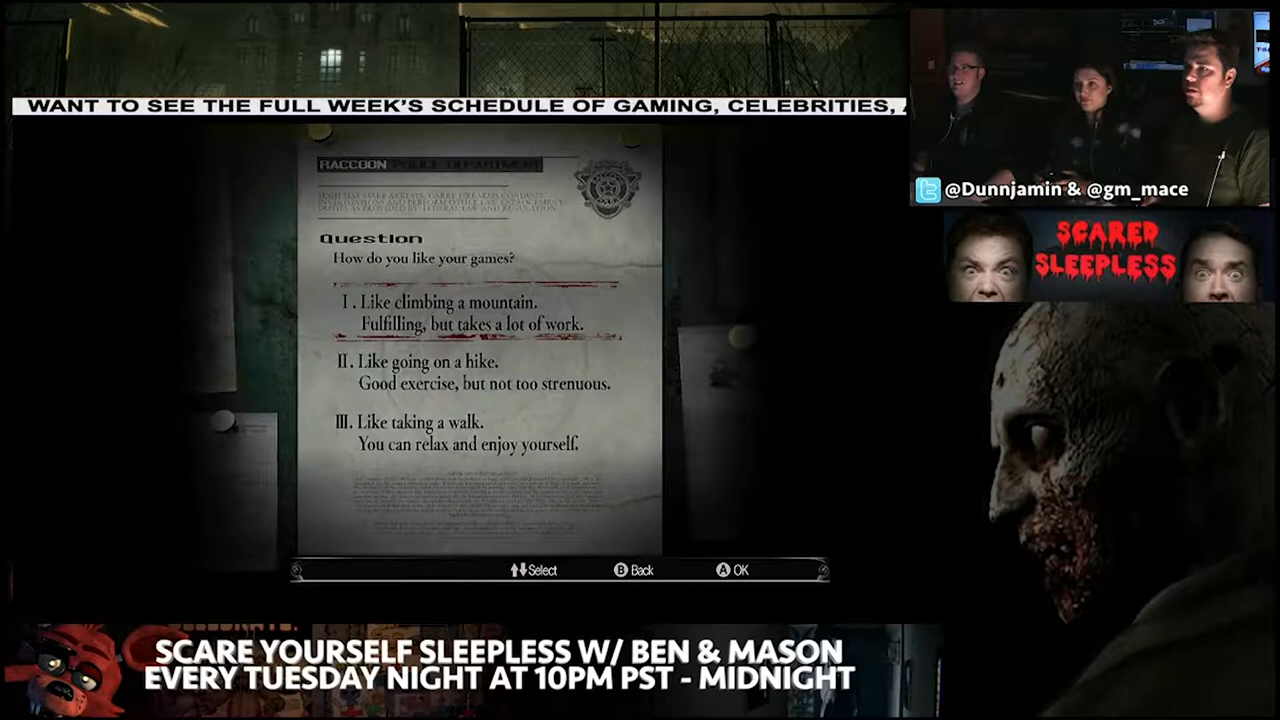 WANT TO SEE THE FULL WEEK'S SCHEDULE OF GAMING, CELEBRITIES,
@Dunnjamin & @gm_mace
SCARED
SLEEPLESS
RACCOON POLICE DEPARTMENT
Question
How do you like your games?
I. Like climbing a mountain.
Fulfilling, but takes a lot of work.
II. Like going on a hike.
Good exercise, but not too strenuous.
III. Like taking a walk.
You can relax and enjoy yourself.
Select
B Back
A OK
SCARE YOURSELF SLEEPLESS W/ BEN & MASON
EVERY TUESDAY NIGHT AT 10PM PST - MIDNIGHT